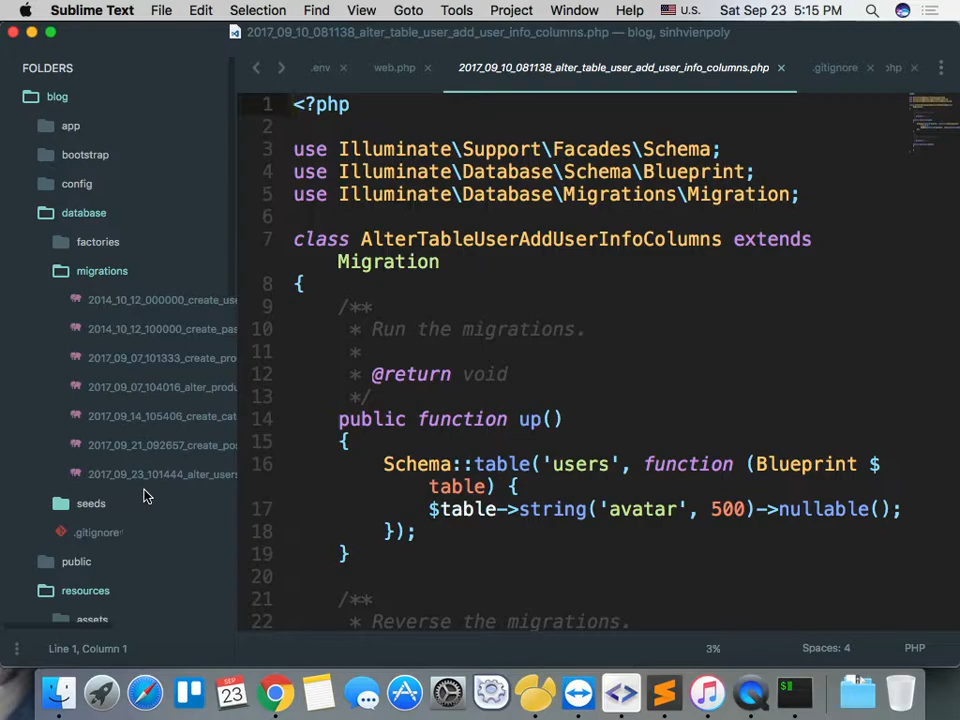 Sublime Text File Edit Selection Find View Goto Tools Project Window Help U.S. Sat Sep 23 5:15 PM
2017_09_10_081138_alter_table_user_add_user_info_columns.php — blog, sinhvienpoly
FOLDERS
.env web.php 2017_09_10_081138_alter_table_user_add_user_info_columns.php .gitignore php
blog
app
bootstrap
config
database
factories
migrations
2014_10_12_000000_create_use
2014_10_12_100000_create_pas
2017_09_07_101333_create_pro
2017_09_07_104016_alter_produ
2017_09_14_105406_create_cat
2017_09_21_092657_create_pos
2017_09_23_101444_alter_users
seeds
.gitignore
public
resources
assets
1 <?php
2
3 use Illuminate\Support\Facades\Schema;
4 use Illuminate\Database\Schema\Blueprint;
5 use Illuminate\Database\Migrations\Migration;
6
7 class AlterTableUserAddUserInfoColumns extends
Migration
8 {
9 /**
10 * Run the migrations.
11 *
12 * @return void
13 */
14 public function up()
15 {
16 Schema::table('users', function (Blueprint $
table) {
17 $table->string('avatar', 500)->nullable();
18 });
19 }
20
21 /**
22 * Reverse the migrations.
Line 1, Column 1 3% Spaces: 4 PHP
SEP
23